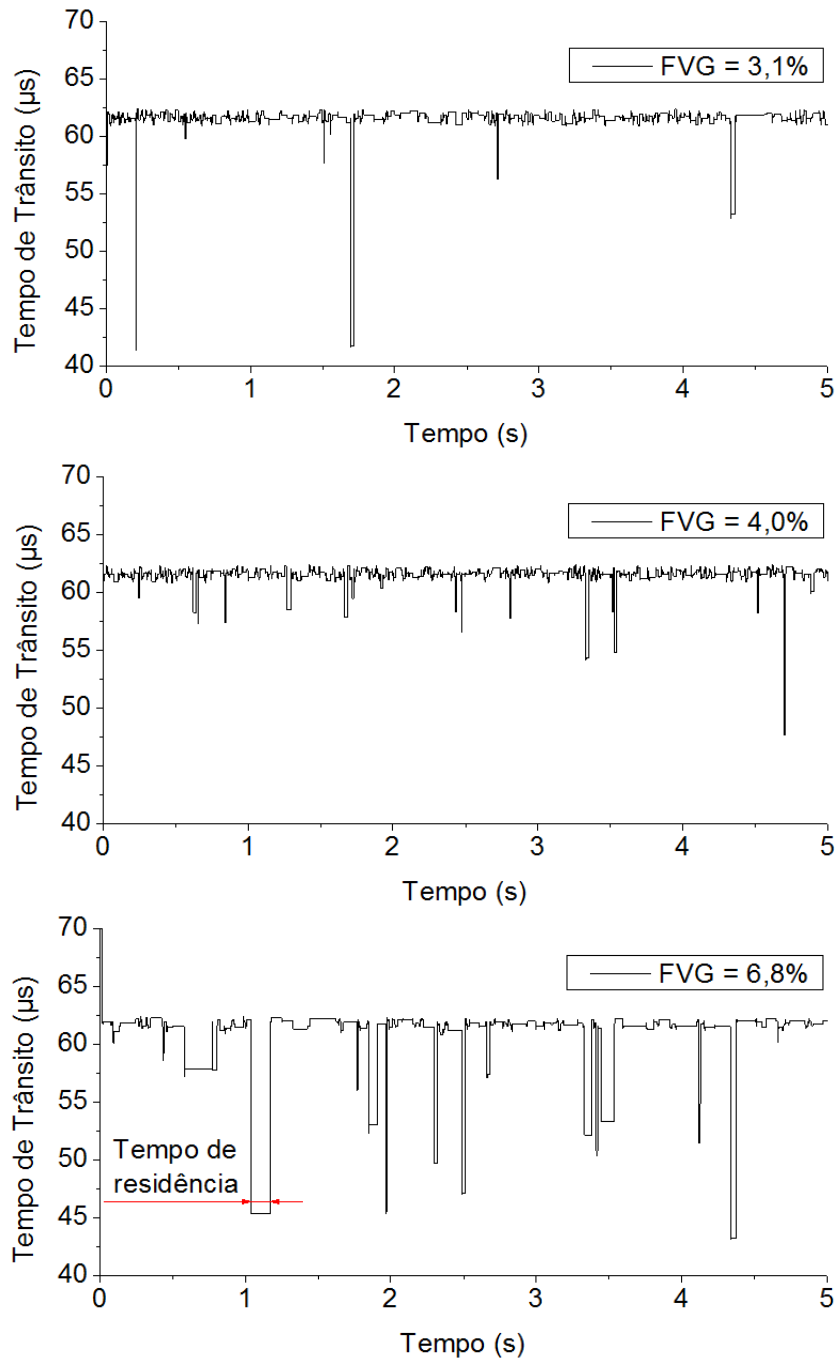 70
FVG = 3,1%
65
60
55
50
45
40
Tempo de Trânsito (µs)
0 1 2 3 4 5
Tempo (s)
70
FVG = 4,0%
65
60
55
50
45
40
Tempo de Trânsito (µs)
0 1 2 3 4 5
Tempo (s)
70
FVG = 6,8%
65
60
55
50
45
40
Tempo de Trânsito (µs)
Tempo de
residência
0 1 2 3 4 5
Tempo (s)